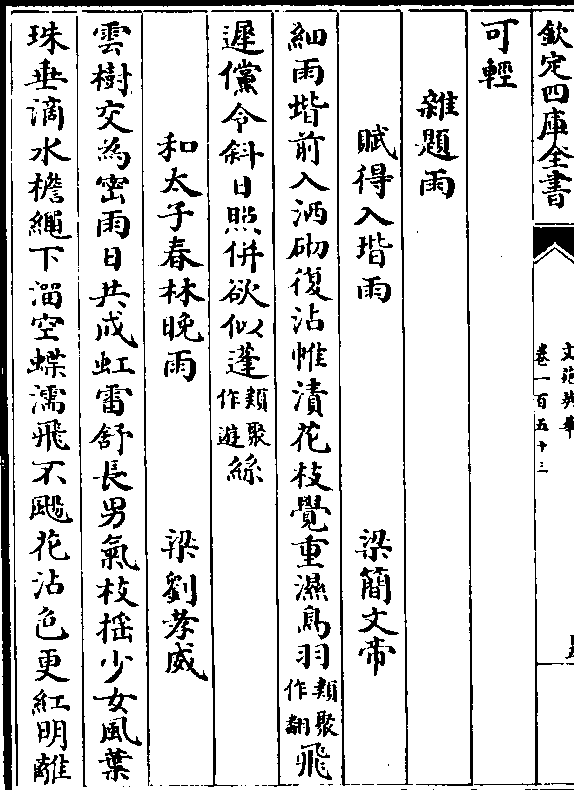 欽定四庫全書
文苑英華
卷一百五十三
可輕
雜題雨
賦得入堦雨 梁簡文帝
細雨堦前入洒砌復沾帷漬花枝覺重濕鳥羽類聚作翻飛
遲儻令斜日照併欲似蓬類聚作遊絲
和太子春林晚雨 梁劉孝威
雲樹交為密雨日共成虹雷舒長男氣枝搖少女風葉
珠垂滴水檐繩下溜空蝶濡飛不颺花沾色更紅明離